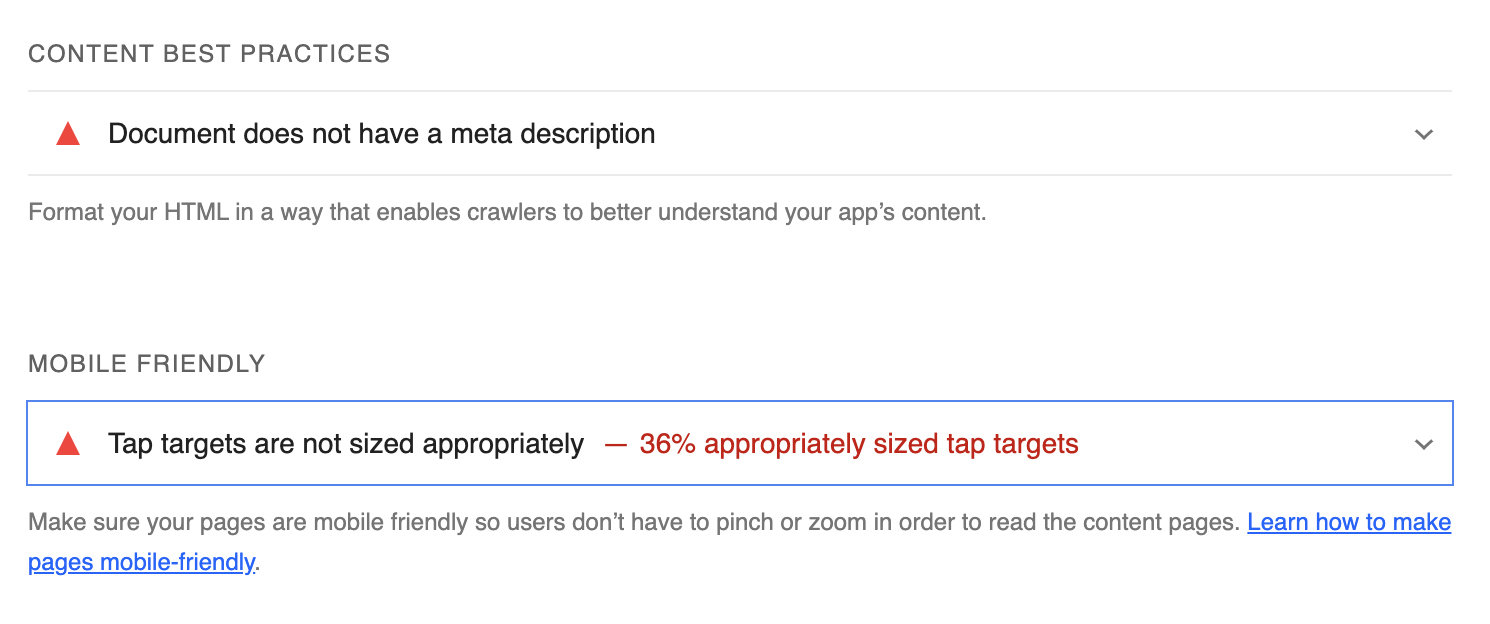 CONTENT BEST PRACTICES
Document does not have a meta description
Format your HTML in a way that enables crawlers to better understand your app’s content.
MOBILE FRIENDLY
Tap targets are not sized appropriately — 36% appropriately sized tap targets
Make sure your pages are mobile friendly so users don’t have to pinch or zoom in order to read the content pages. Learn how to make
pages mobile-friendly.